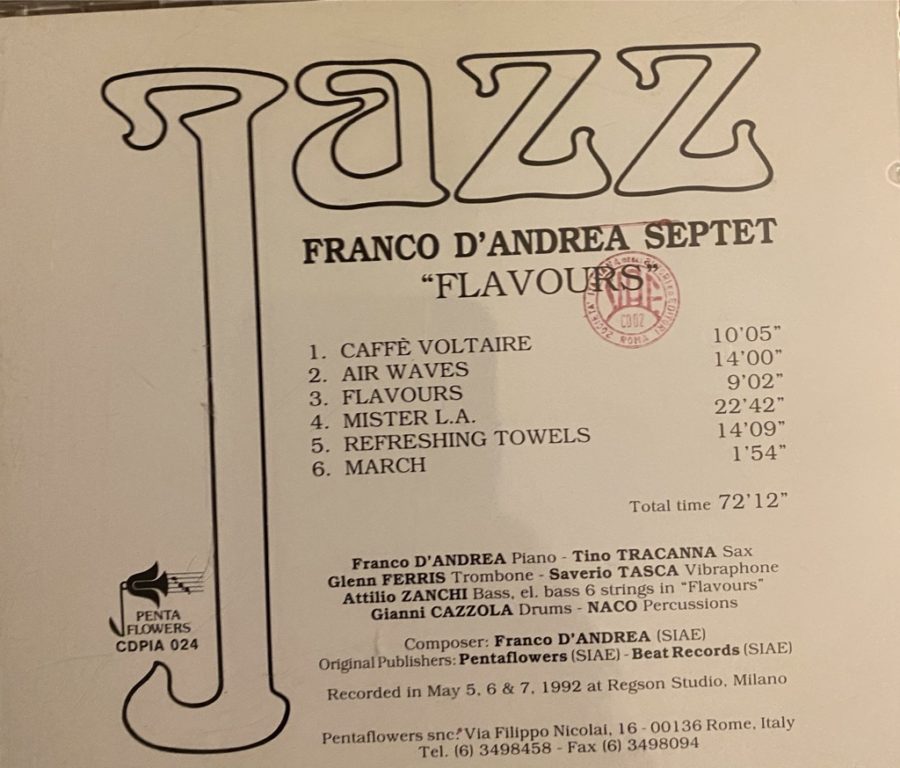 Jazz
FRANCO D'ANDREA SEPTET
"FLAVOURS"
1. CAFFÈ VOLTAIRE 10'05"
2. AIR WAVES 14'00"
3. FLAVOURS 9'02"
4. MISTER L.A. 22'42"
5. REFRESHING TOWELS 14'09"
6. MARCH 1'54"
Total time 72'12"
Franco D'ANDREA Piano - Tino TRACANNA Sax
Glenn FERRIS Trombone - Saverio TASCA Vibraphone
Attilio ZANCHI Bass, el. bass 6 strings in "Flavours"
Gianni CAZZOLA Drums - NACO Percussions
PENTA
FLOWERS
CDPIA 024
Composer: Franco D'ANDREA (SIAE)
Original Publishers: Pentaflowers (SIAE) - Beat Records (SIAE)
Recorded in May 5, 6 & 7, 1992 at Regson Studio, Milano
Pentaflowers snc. Via Filippo Nicolai, 16 - 00136 Rome, Italy
Tel. (6) 3498458 - Fax (6) 3498094
ROMA